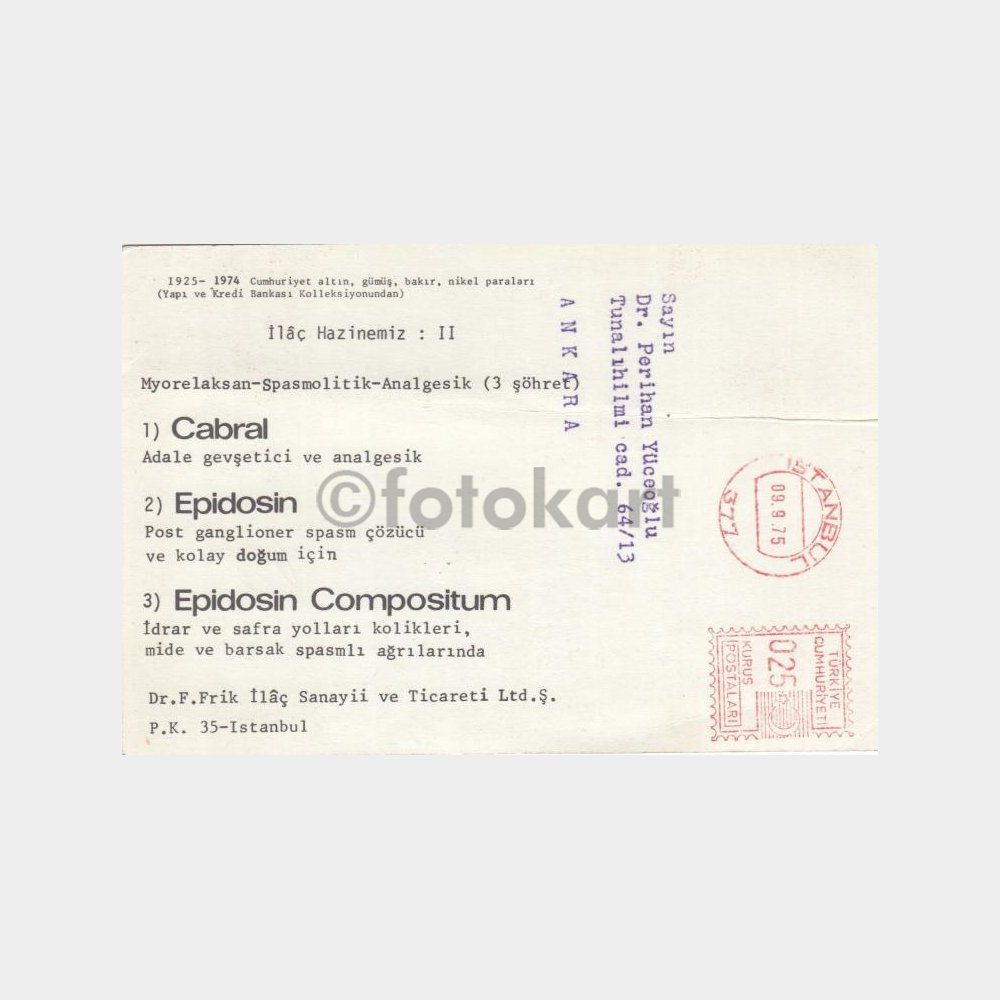 1925- 1974 Cumhuriyet altın, gümüş, bakır, nikel paraları
(Yapı ve Kredi Bankası Kolleksiyonundan)
İlâç Hazinemiz : II
Myorelaksan-Spasmolitik-Analgesik (3 şöhret)
1) Cabral
Adale gevşetici ve analgesik
2) Epidosin
Post ganglioner spasm çözücü
ve kolay doğum için
3) Epidosin Compositum
İdrar ve safra yolları kolikleri,
mide ve barsak spasmlı ağrılarında
Dr.F.Frik İlâç Sanayii ve Ticareti Ltd.Ş.
P.K. 35-Istanbul
Sayın
Dr. Perihan Yüceoğlu
Tunalıhilmi cad. 64/13
ANKARA
İSTANBUL
09.9.75
377
TÜRKİYE
CUMHURİYETİ
025
KURUŞ
POSTALARI
©fotokart